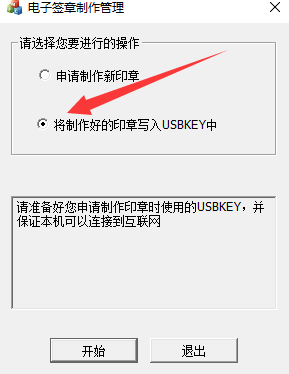 电子签章制作管理
请选择您要进行的操作
申请制作新印章
将制作好的印章写入USBKEY中
请准备好您申请制作印章时使用的USBKEY，并
保证本机可以连接到互联网
开始
退出